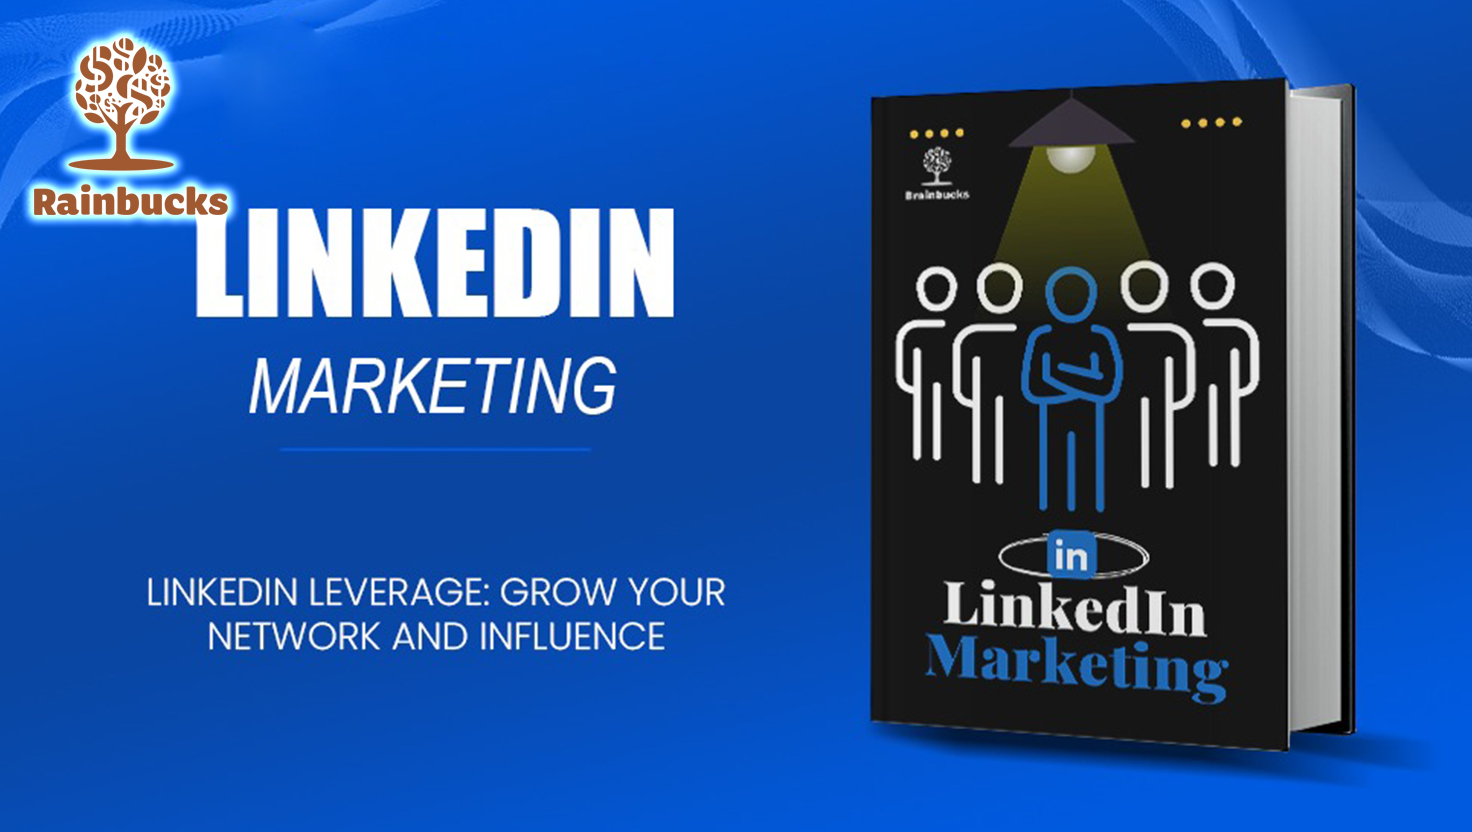 Rainbucks
LINKEDIN
MARKETING
LINKEDIN LEVERAGE: GROW YOUR
NETWORK AND INFLUENCE
Brainbucks
in
LinkedIn
Marketing